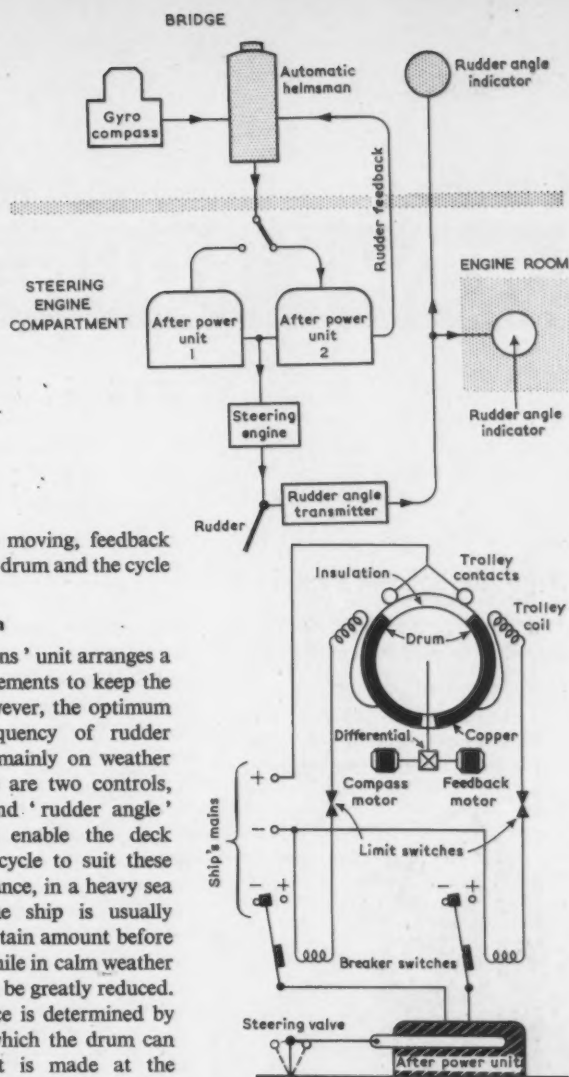 BRIDGE
Automatic
helmsman
Rudder angle
indicator
Gyro
compass
Rudder feedback
STEERING
ENGINE
COMPARTMENT
ENGINE ROOM
After power
unit
1
After power
unit
2
Steering
engine
Rudder angle
indicator
Rudder
Rudder angle
transmitter
moving, feedback
drum and the cycle
ns ' unit arranges a
ements to keep the
vever, the optimum
quency of rudder
mainly on weather
are two controls,
nd ' rudder angle '
enable the deck
cycle to suit these
ance, in a heavy sea
e ship is usually
tain amount before
hile in calm weather
be greatly reduced.
ce is determined by
which the drum can
t is made at the
Trolley
contacts
Insulation
Trolley
coil
Drum
Differential
Copper
Compass
motor
Feedback
motor
Ship's mains
+
−
Limit switches
− +
− +
Breaker switches
Steering valve
After power unit